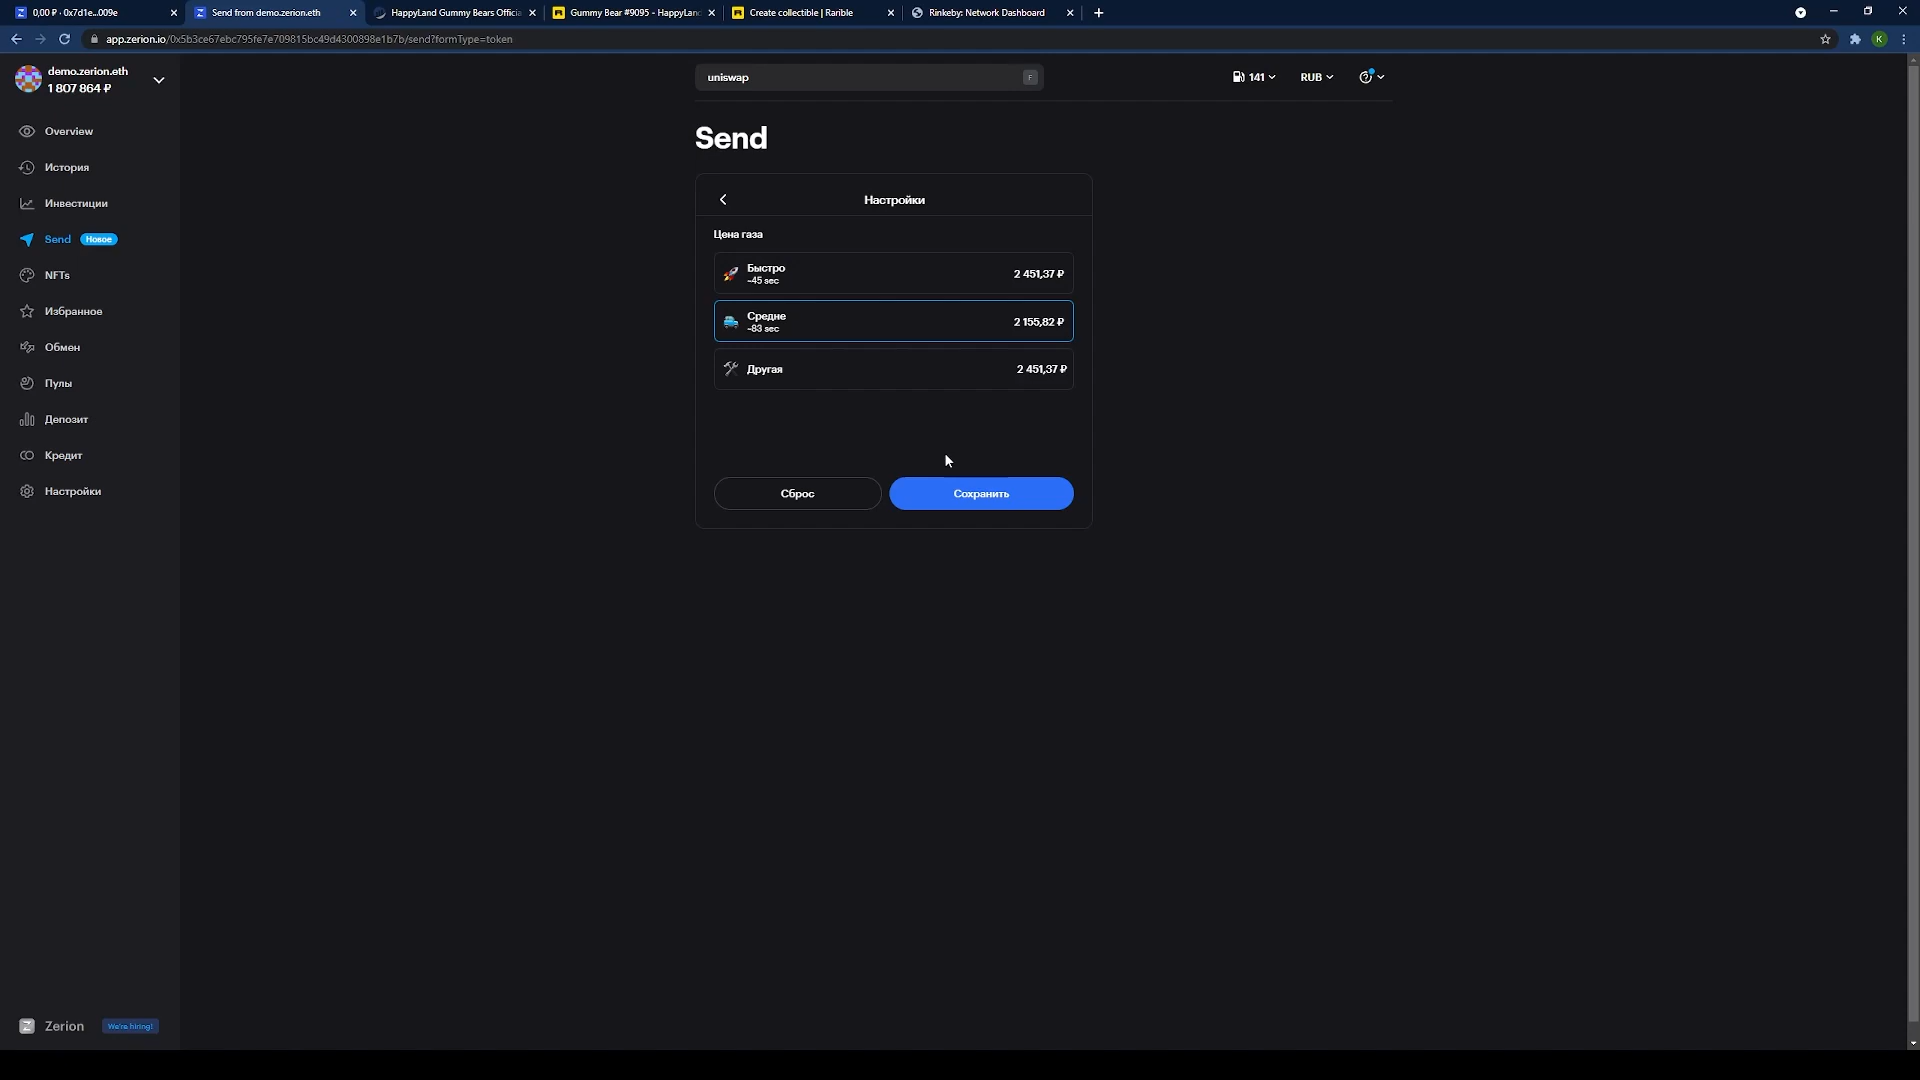 0,00 ₽ · 0x7d1e...009e
Send from demo.zerion.eth
HappyLand Gummy Bears Officia
Gummy Bear #9095 - HappyLand
Create collectible | Rarible
Rinkeby: Network Dashboard
app.zerion.io/0x5b3ce67ebc795fe7e709815bc49d4300898e1b7b/send?formType=token
K
demo.zerion.eth
1 807 864 ₽
uniswap
F
141
RUB
Overview
История
Инвестиции
Send
Новое
NFTs
Избранное
Обмен
Пулы
Депозит
Кредит
Настройки
Send
Настройки
Цена газа
Быстро
~45 sec
2 451,37 ₽
Средне
~83 sec
2 155,82 ₽
Другая
2 451,37 ₽
Сброс
Сохранить
Zerion
We're hiring!